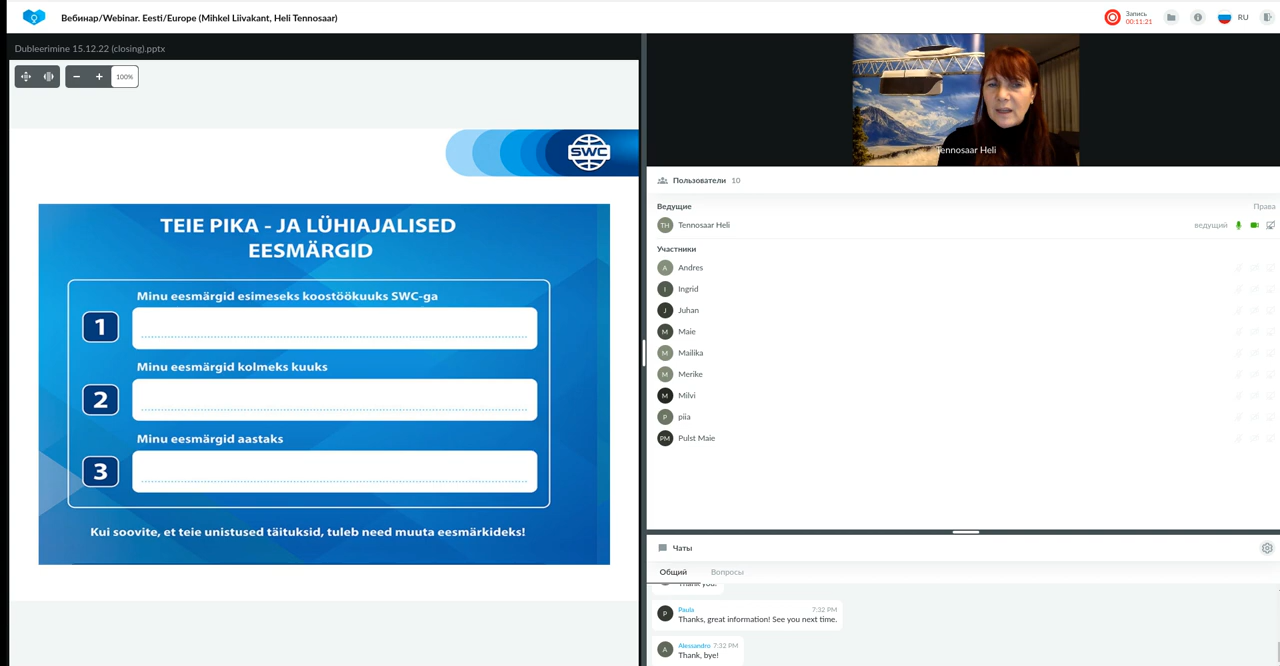 Вебинар/Webinar. Eesti/Europe (Mihkel Liivakant, Heli Tennosaar)
Запись
00:11:21
RU
Dubleerimine 15.12.22 (closing).pptx
100%
SWC
TEIE PIKA - JA LÜHIAJALISED
EESMÄRGID
Minu eesmärgid esimeseks koostöökuuks SWC-ga
1
Minu eesmärgid kolmeks kuuks
2
Minu eesmärgid aastaks
3
Kui soovite, et teie unistused täituksid, tuleb need muuta eesmärkideks!
Tennosaar Heli
Пользователи 10
Ведущие Права
TH Tennosaar Heli ведущий
Участники
A Andres
I Ingrid
J Juhan
M Maie
M Mailika
M Merike
M Milvi
P piia
PM Pulst Maie
Чаты
Общий Вопросы
Thank you!
P Paula 7:32 PM
Thanks, great information! See you next time.
A Alessandro 7:32 PM
Thank, bye!